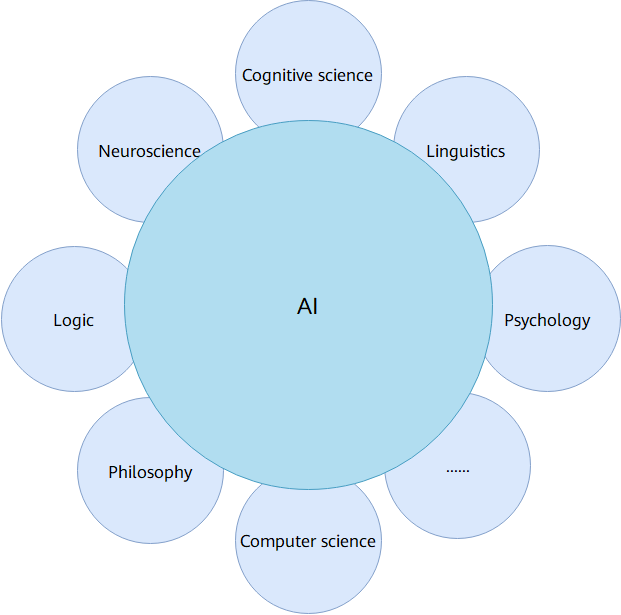 Cognitive science
Neuroscience
Linguistics
AI
Logic
Psychology
Philosophy
......
Computer science